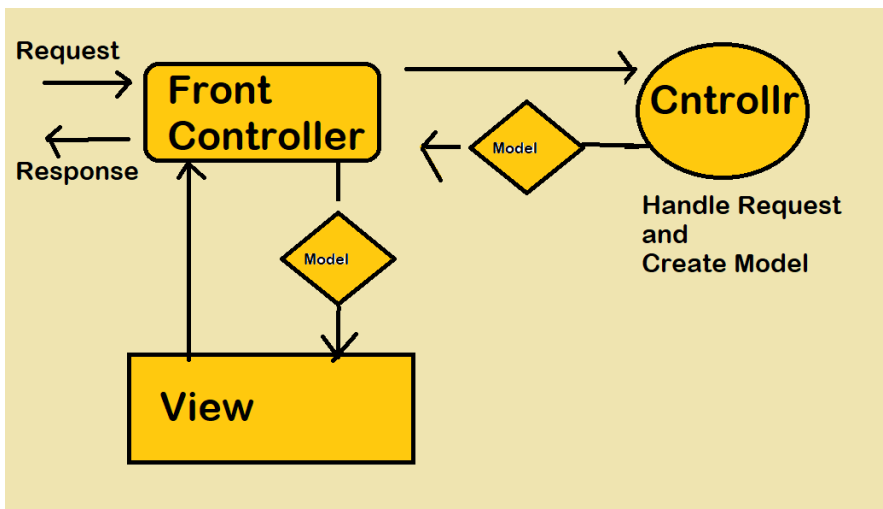 Request
Front
Controller
Cntrollr
Model
Response
Handle Request
and
Create Model
Model
View